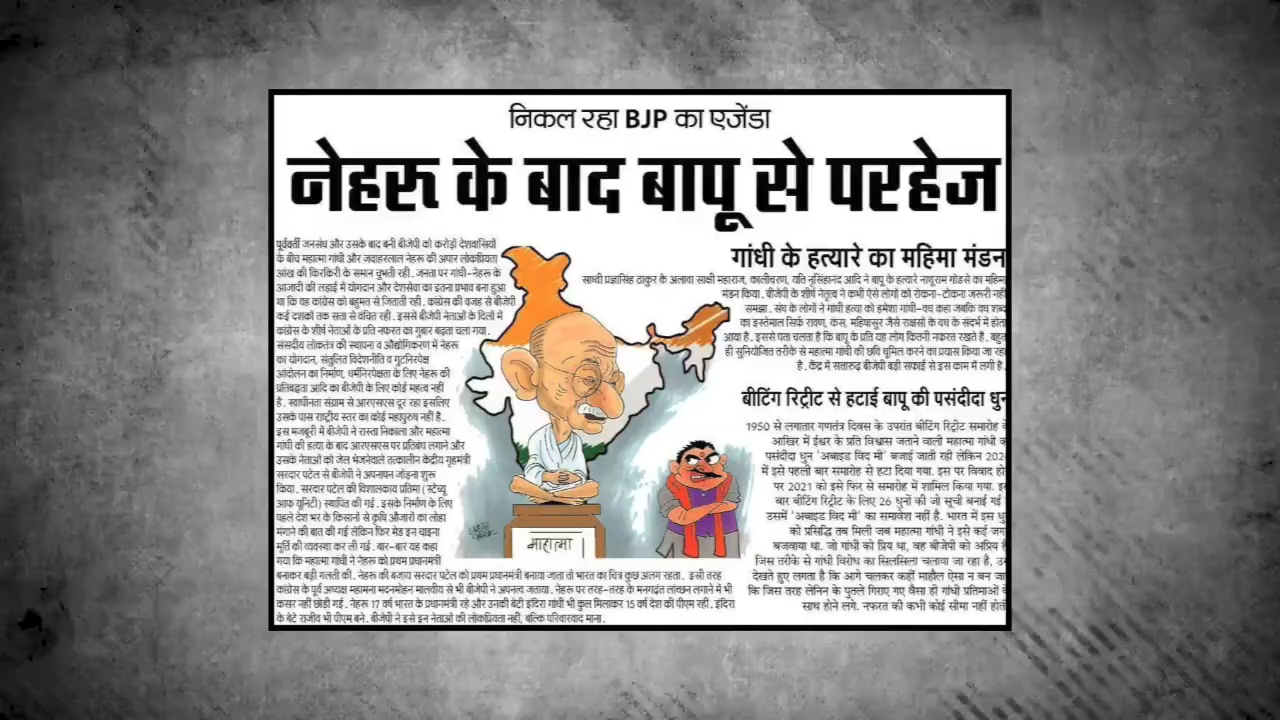 निकल रहा BJP का एजेंडा
नेहरू के बाद बापू से परहेज
पूर्ववर्ती जनसंघ और उसके बाद बनी बीजेपी को करोड़ों देशवासियों
के बीच महात्मा गांधी और जवाहरलाल नेहरू की अपार लोकप्रियता
आंख की किरकिरी के समान चुभती रही. जनता पर गांधी-नेहरू के
आजादी की लड़ाई में योगदान और देशसेवा का इतना प्रभाव बना हुआ
था कि वह कांग्रेस को बहुमत से जिताती रही. कांग्रेस की वजह से बीजेपी
कई दशकों तक सत्ता से वंचित रही. इससे बीजेपी नेताओं के दिलों में
कांग्रेस के शीर्ष नेताओं के प्रति नफरत का गुबार बढ़ता चला गया.
संसदीय लोकतंत्र की स्थापना व औद्योगिकरण में नेहरू
का योगदान, संतुलित विदेशनीति व गुटनिरपेक्ष
आंदोलन का निर्माण, धर्मनिरपेक्षता के लिए नेहरू की
प्रतिबद्धता आदि का बीजेपी के लिए कोई महत्व नहीं
है. स्वाधीनता संग्राम से आरएसएस दूर रहा इसलिए
उसके पास राष्ट्रीय स्तर का कोई महापुरुष नहीं है.
इस मजबूरी में बीजेपी ने रास्ता निकाला और महात्मा
गांधी की हत्या के बाद आरएसएस पर प्रतिबंध लगाने और
उसके नेताओं को जेल भेजनेवाले तत्कालीन केंद्रीय गृहमंत्री
सरदार पटेल से बीजेपी ने अपनापन जोड़ना शुरू
किया. सरदार पटेल की विशालकाय प्रतिमा (स्टेच्यू
आफ यूनिटी) स्थापित की गई. इसके निर्माण के लिए
पहले देश भर के किसानों से कृषि औजारों का लोहा
मंगाने की बात की गई लेकिन फिर मेड इन चाइना
मूर्ति की व्यवस्था कर ली गई. बार-बार यह कहा
गया कि महात्मा गांधी ने नेहरू को प्रथम प्रधानमंत्री
बनाकर बड़ी गलती की. नेहरू की बजाय सरदार पटेल को प्रथम प्रधानमंत्री बनाया जाता तो भारत का चित्र कुछ अलग रहता. इसी तरह
कांग्रेस के पूर्व अध्यक्ष महामना मदनमोहन मालवीय से भी बीजेपी ने अपनत्व जताया. नेहरू पर तरह-तरह के मनगढ़ंत लांच्छन लगाने में भी
कसर नहीं छोड़ी गई. नेहरू 17 वर्ष भारत के प्रधानमंत्री रहे और उनकी बेटी इंदिरा गांधी भी कुल मिलाकर 15 वर्ष देश की पीएम रहीं. इंदिरा
के बेटे राजीव भी पीएम बने. बीजेपी ने इसे इन नेताओं की लोकप्रियता नहीं, बल्कि परिवारवाद माना.
महात्मा
गांधी के हत्यारे का महिमा मंडन
साध्वी प्रज्ञासिंह ठाकुर के अलावा साक्षी महाराज, कालीचरण, यति नृसिंहानंद आदि ने बापू के हत्यारे नाथूराम गोडसे का महिमा
मंडन किया. बीजेपी के शीर्ष नेतृत्व ने कभी ऐसे लोगों को रोकना-टोकना जरूरी नहीं
समझा. संघ के लोगों ने गांधी हत्या को हमेशा गांधी-वध कहा जबकि वध शब्द
का इस्तेमाल सिर्फ रावण, कंस, महिषासुर जैसे राक्षसों के वध के संदर्भ में होता
आया है. इससे पता चलता है कि बापू के प्रति यह लोग कितनी नफरत रखते हैं. बहुत
ही सुनियोजित तरीके से महात्मा गांधी की छवि धूमिल करने का प्रयास किया जा रहा
है. केंद्र में सत्तारुढ बीजेपी बड़ी सफाई से इस काम में लगी है.
बीटिंग रिट्रीट से हटाई बापू की पसंदीदा धुन
1950 से लगातार गणतंत्र दिवस के उपरांत बीटिंग रिट्रीट समारोह
आखिर में ईश्वर के प्रति विश्वास जताने वाली महात्मा गांधी
पसंदीदा धुन 'अबाइड विद मी' बजाई जाती रही लेकिन
में इसे पहली बार समारोह से हटा दिया गया. इस पर विवाद
पर 2021 को इसे फिर से समारोह में शामिल किया गया.
बार बीटिंग रिट्रीट के लिए 26 धुनों की जो सूची बनाई गई
उसमें 'अबाइड विद मी' का समावेश नहीं है. भारत में इस
को प्रसिद्धि तब मिली जब महात्मा गांधी ने इसे कई
बजवाया था. जो गांधी को प्रिय था, वह बीजेपी को अप्रिय
जिस तरीके से गांधी विरोध का सिलसिला चलाया जा रहा है,
देखते हुए लगता है कि आगे चलकर कहीं माहौल ऐसा न बन
कि जिस तरह लेनिन के पुतले गिराए गए वैसा ही गांधी प्रतिमाओं
साथ होने लगे. नफरत की कभी कोई सीमा नहीं होती